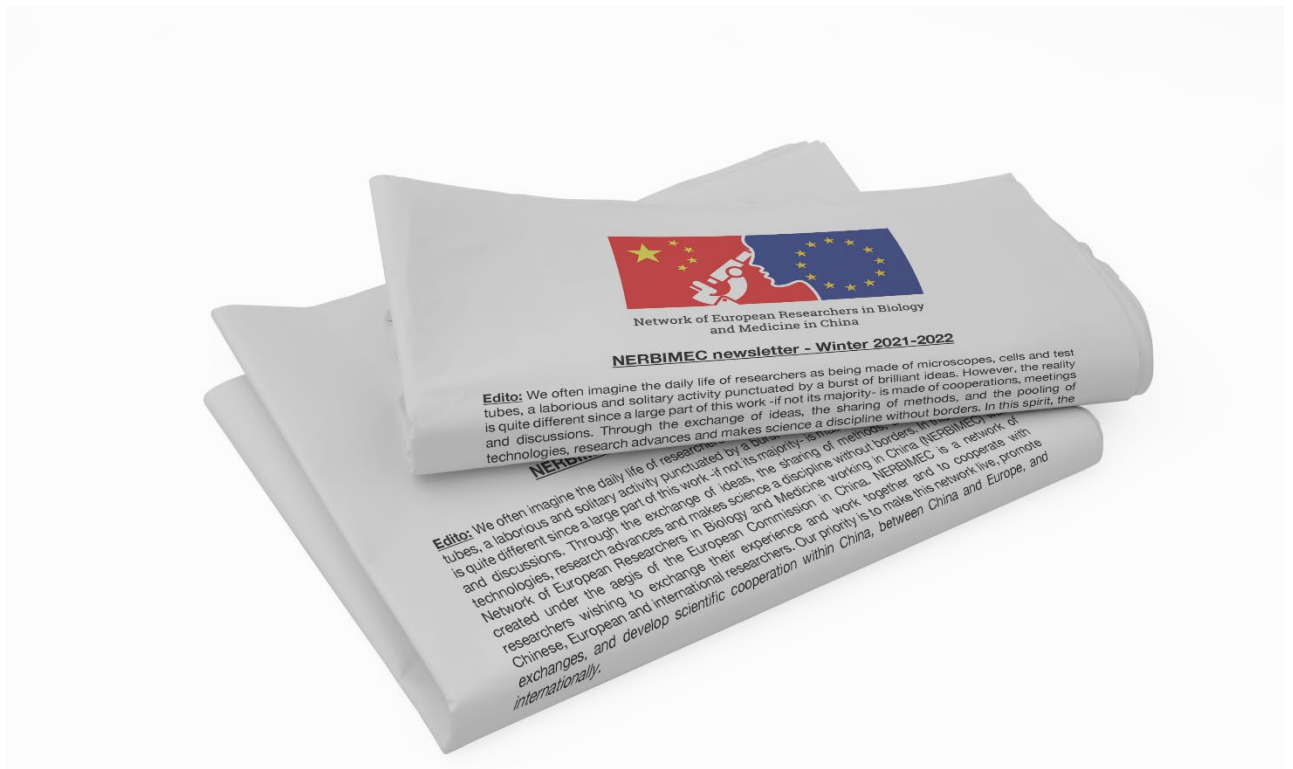 Network of European Researchers in Biology
and Medicine in China
NERBIMEC newsletter - Winter 2021-2022
Edito: We often imagine the daily life of researchers as being made of microscopes, cells and test
tubes, a laborious and solitary activity punctuated by a burst of brilliant ideas. However, the reality
is quite different since a large part of this work -if not its majority- is made of cooperations, meetings
and discussions. Through the exchange of ideas, the sharing of methods, and the pooling of
technologies, research advances and makes science a discipline without borders. In this spirit, the
Edito: We often imagine the daily life of researchers
tubes, a laborious and solitary activity punctuated by a
is quite different since a large part of this work -if not its majority- is
and discussions. Through the exchange of ideas, the sharing of methods,
technologies, research advances and makes science a discipline without borders. In
Network of European Researchers in Biology and Medicine working in China (NERBIMEC)
created under the aegis of the European Commission in China. NERBIMEC is a network of
researchers wishing to exchange their experience and work together and to cooperate with
Chinese, European and international researchers. Our priority is to make this network live, promote
exchanges, and develop scientific cooperation within China, between China and Europe, and
internationally.